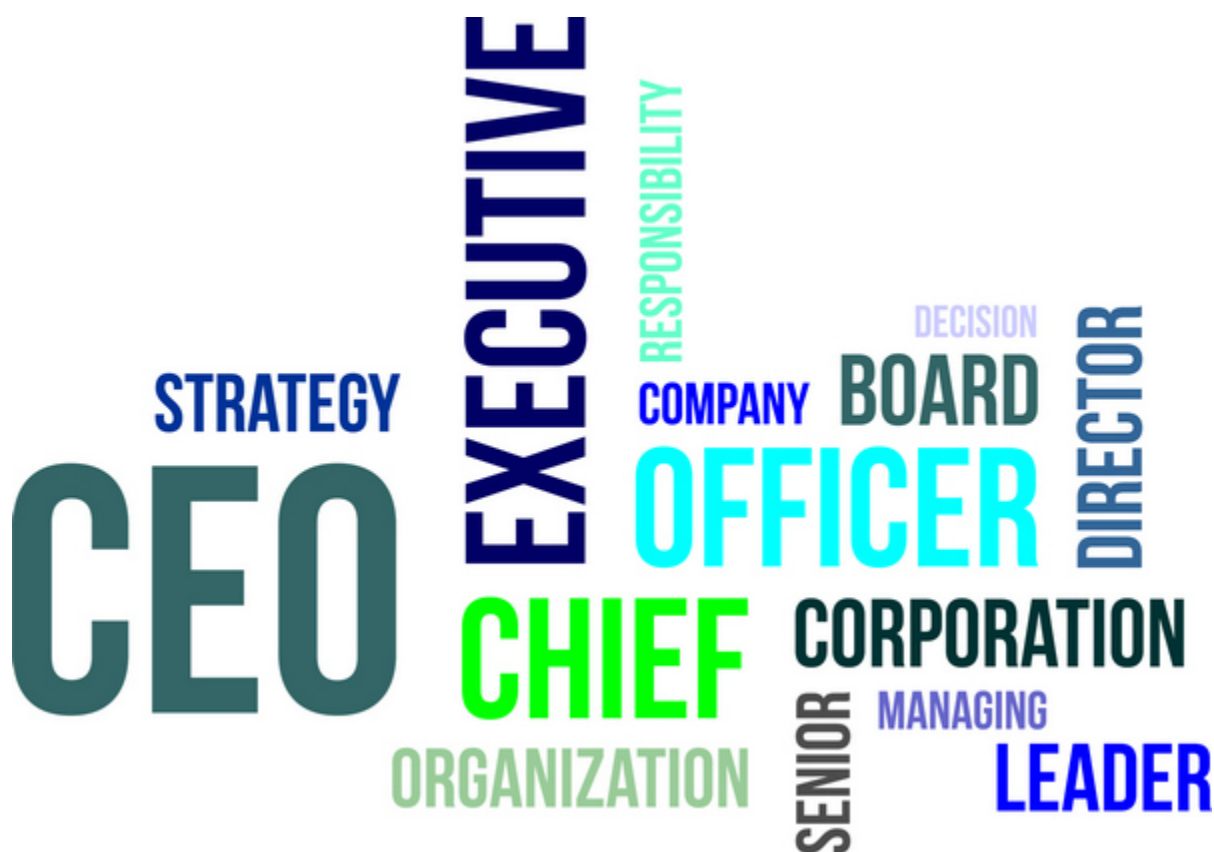 EXECUTIVE
RESPONSIBILITY
DECISION
DIRECTOR
STRATEGY
COMPANY
BOARD
CEO
OFFICER
CHIEF
CORPORATION
SENIOR
MANAGING
ORGANIZATION
LEADER